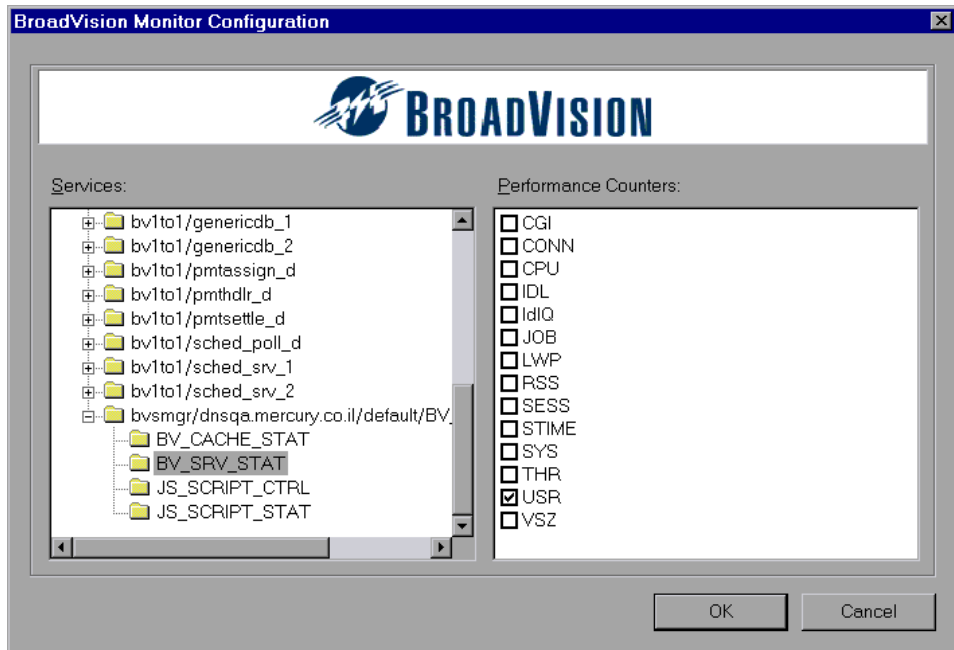 BroadVision Monitor Configuration
BROADVISION
Services:
bv1to1/genericdb_1
bv1to1/genericdb_2
bv1to1/pmtassign_d
bv1to1/pmthdlr_d
bv1to1/pmtsettle_d
bv1to1/sched_poll_d
bv1to1/sched_srv_1
bv1to1/sched_srv_2
bvsmgr/dnsqa.mercury.co.il/default/BV_
BV_CACHE_STAT
BV_SRV_STAT
JS_SCRIPT_CTRL
JS_SCRIPT_STAT
Performance Counters:
CGI
CONN
CPU
IDL
IdlQ
JOB
LWP
RSS
SESS
STIME
SYS
THR
USR
VSZ
OK
Cancel